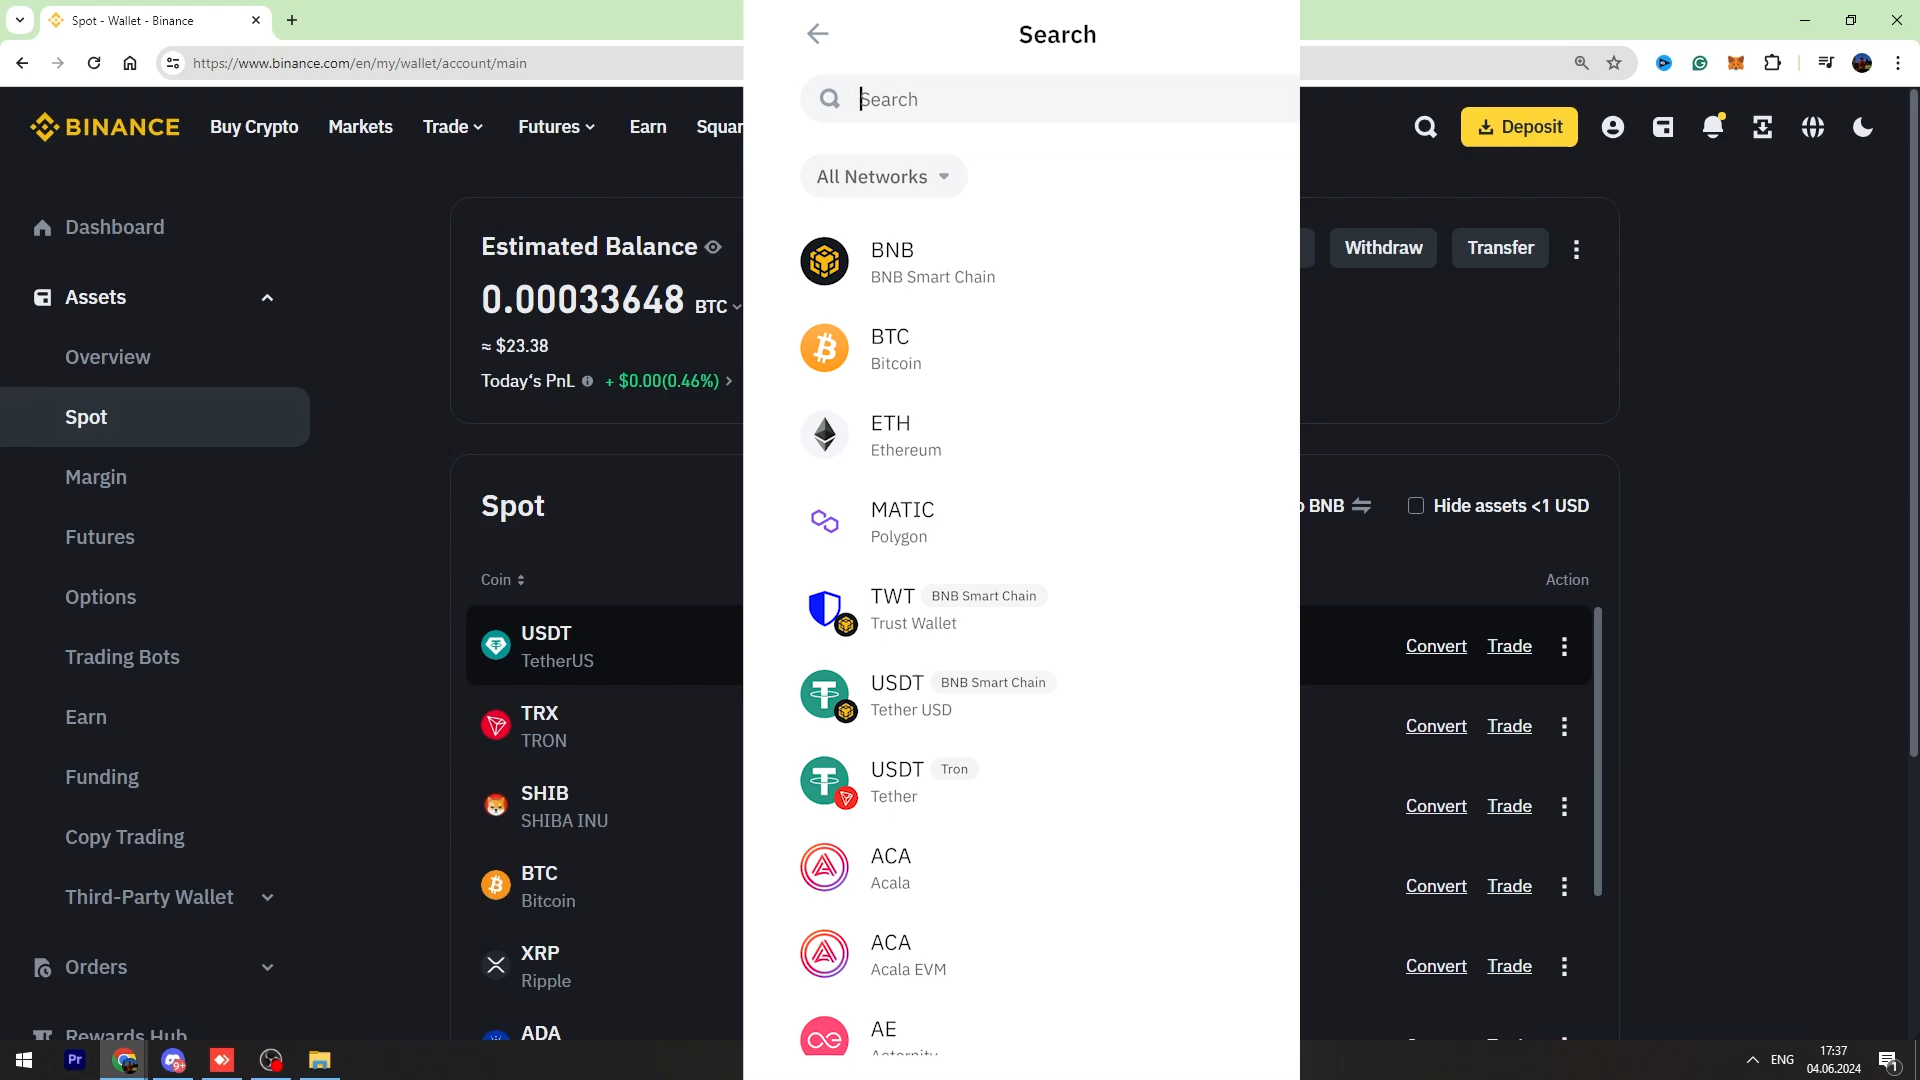 Spot - Wallet - Binance
https://www.binance.com/en/my/wallet/account/main
BINANCE
Buy Crypto
Markets
Trade
Futures
Earn
Squar
Deposit
Dashboard
Assets
Overview
Spot
Margin
Futures
Options
Trading Bots
Earn
Funding
Copy Trading
Third-Party Wallet
Orders
Rewards Hub
Estimated Balance
0.00033648 BTC
≈ $23.38
Today's PnL + $0.00(0.46%)
Withdraw
Transfer
Spot
BNB
Hide assets <1 USD
Coin
Action
USDT
TetherUS
Convert Trade
TRX
TRON
Convert Trade
SHIB
SHIBA INU
Convert Trade
BTC
Bitcoin
Convert Trade
XRP
Ripple
Convert Trade
ADA
Search
Search
All Networks
BNB
BNB Smart Chain
BTC
Bitcoin
ETH
Ethereum
MATIC
Polygon
TWT BNB Smart Chain
Trust Wallet
USDT BNB Smart Chain
Tether USD
USDT Tron
Tether
ACA
Acala
ACA
Acala EVM
AE
Aeternity
Pr
9+
ENG
17:37
04.06.2024
1